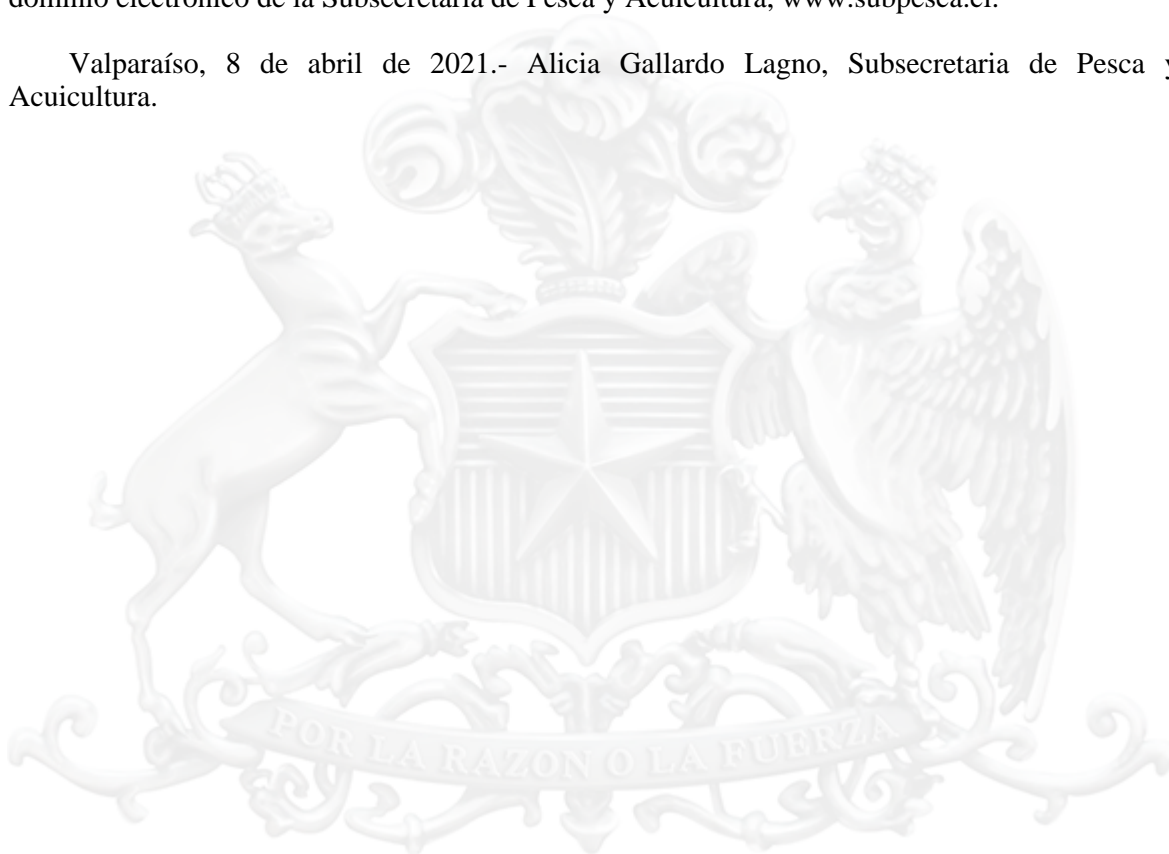 dominio electrónico de la Subsecretaría de Pesca y Acuicultura, www.subpesca.cl.
Valparaíso, 8 de abril de 2021.- Alicia Gallardo Lagno, Subsecretaria de Pesca y
Acuicultura.
POR LA RAZON O LA FUERZA